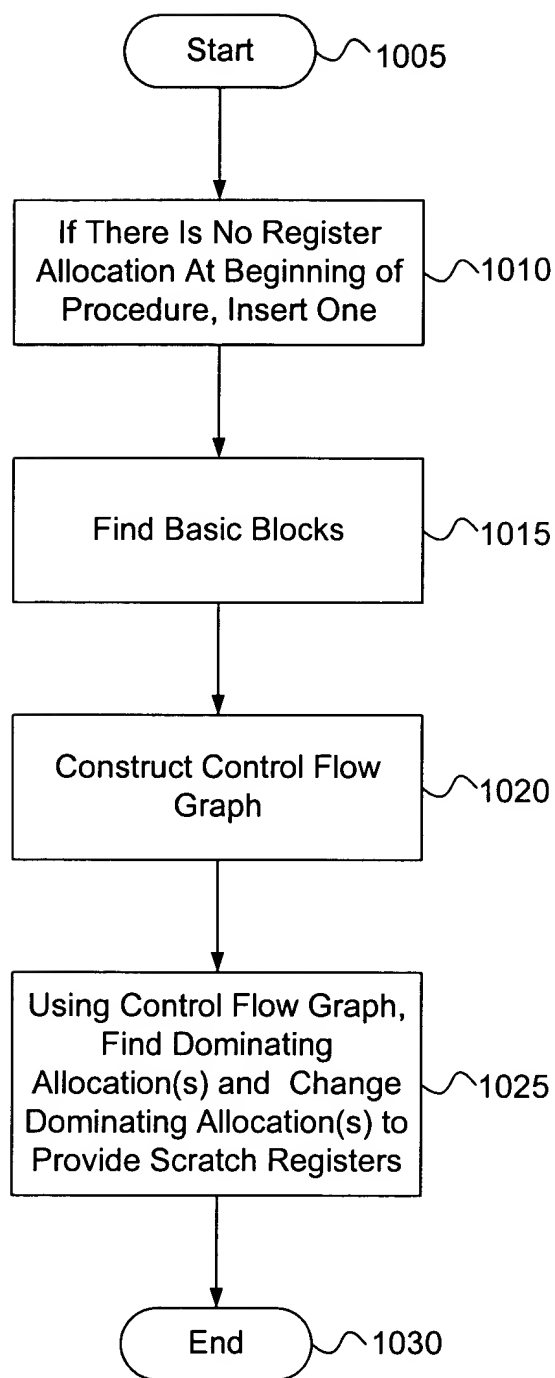 Start
1005
If There Is No Register
Allocation At Beginning of
Procedure, Insert One
1010
Find Basic Blocks
1015
Construct Control Flow
Graph
1020
Using Control Flow Graph,
Find Dominating
Allocation(s) and Change
Dominating Allocation(s) to
Provide Scratch Registers
1025
End
1030